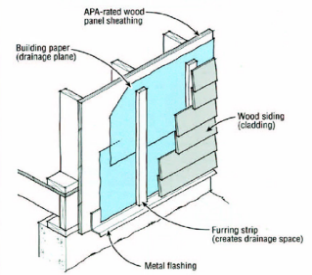 APA-rated wood
panel sheathing
Building paper
(drainage plane)
Wood siding
(cladding)
Furring strip
(creates drainage space)
Metal flashing